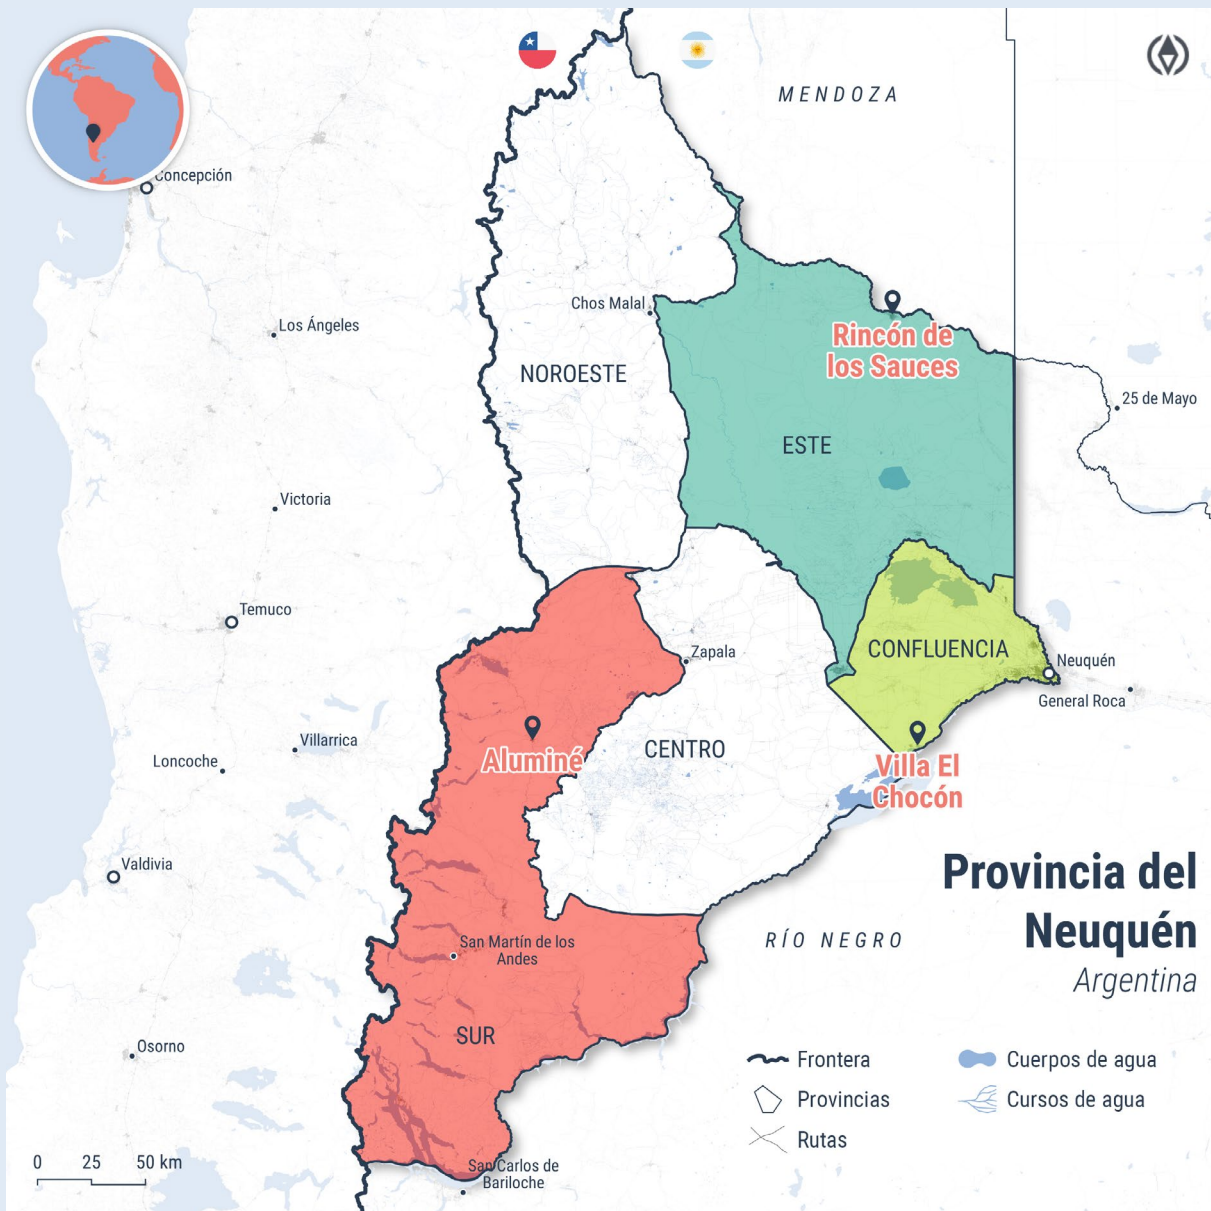 MENDOZA
Concepción
Chos Malal
Los Ángeles
Rincón de
los Sauces
NOROESTE
25 de Mayo
ESTE
Victoria
Temuco
CONFLUENCIA
Zapala
Neuquén
General Roca
Villarrica
Loncoche
Aluminé
CENTRO
Villa El
Chocón
Valdivia
Provincia del
Neuquén
Argentina
San Martín de los
Andes
RÍO NEGRO
SUR
Osorno
Frontera
Cuerpos de agua
Provincias
Cursos de agua
Rutas
0 25 50 km
San Carlos de
Bariloche